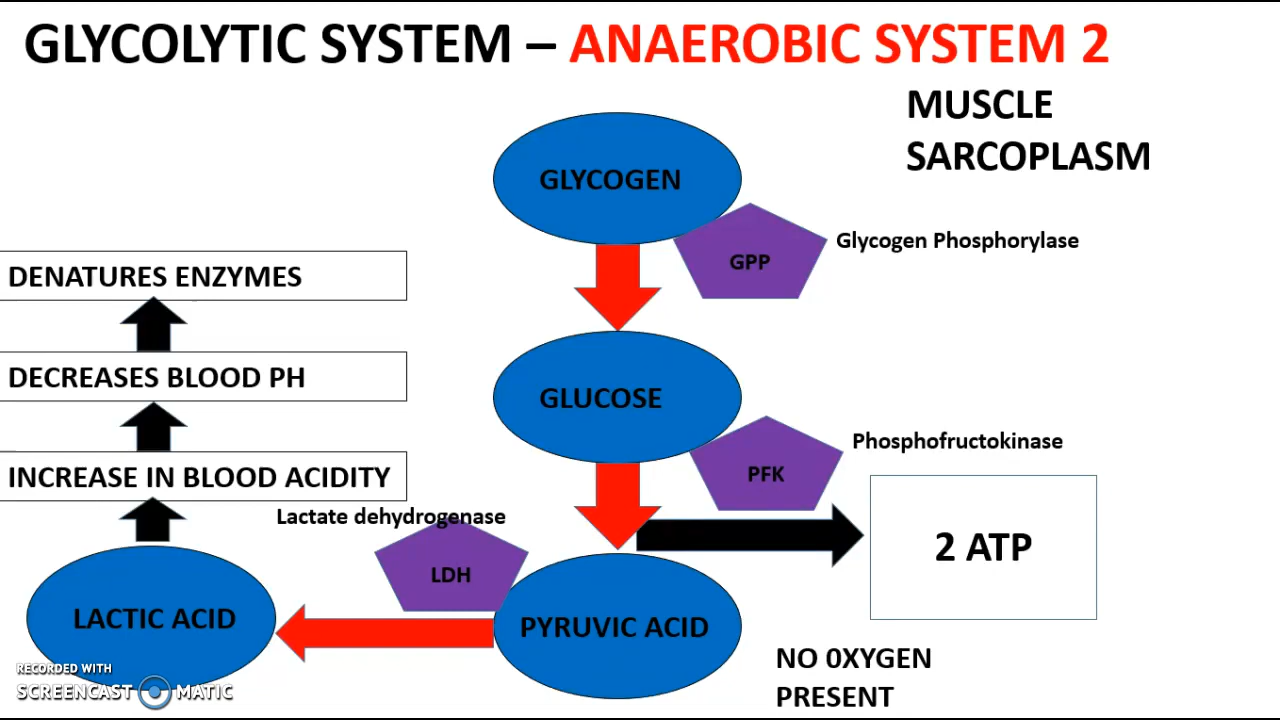 GLYCOLYTIC SYSTEM – ANAEROBIC SYSTEM 2
MUSCLE
SARCOPLASM
GLYCOGEN
GPP
Glycogen Phosphorylase
GLUCOSE
PFK
Phosphofructokinase
2 ATP
PYRUVIC ACID
NO 0XYGEN
PRESENT
Lactate dehydrogenase
LDH
LACTIC ACID
INCREASE IN BLOOD ACIDITY
DECREASES BLOOD PH
DENATURES ENZYMES
RECORDED WITH
SCREENCAST MATIC